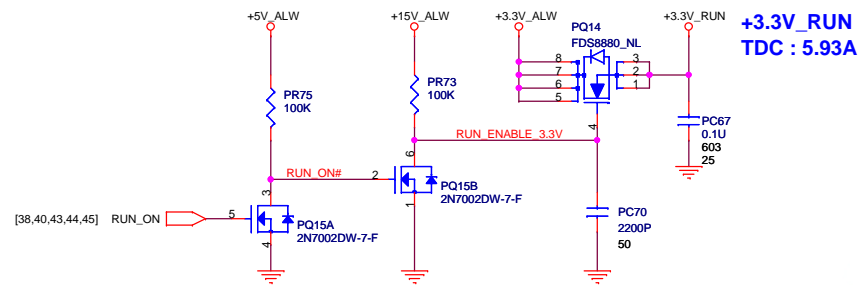 +5V_ALW
+15V_ALW
+3.3V_ALW
PQ14
FDS8880_NL
+3.3V_RUN
+3.3V_RUN
TDC : 5.93A
8
7
6
5
3
2
1
4
PR75
100K
PR73
100K
PC67
0.1U
603
25
RUN_ENABLE_3.3V
RUN_ON#
2
6
1
PQ15B
2N7002DW-7-F
3
[38,40,43,44,45] RUN_ON
5
4
PQ15A
2N7002DW-7-F
PC70
2200P
50